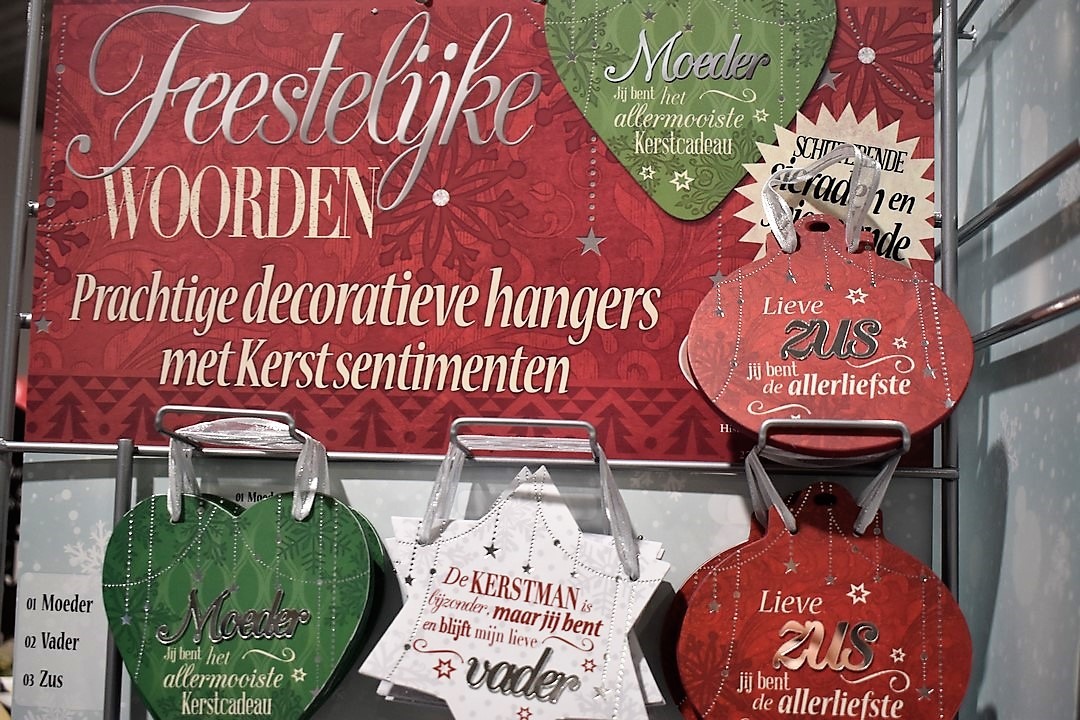 Feestelijke
WOORDEN
Prachtige decoratieve hangers
met Kerstsentimenten
Moeder
Jij bent het
allermooiste
Kerstcadeau
sieraden en
Lieve
zus
jij bent
de allerliefste
01 Moeder
02 Vader
03 Zus
Moeder
Jij bent het
allermooiste
Kerstcadeau
De KERSTMAN is
bijzonder, maar jij bent
en blijft mijn lieve
vader
Lieve
zus
jij bent
de allerliefste